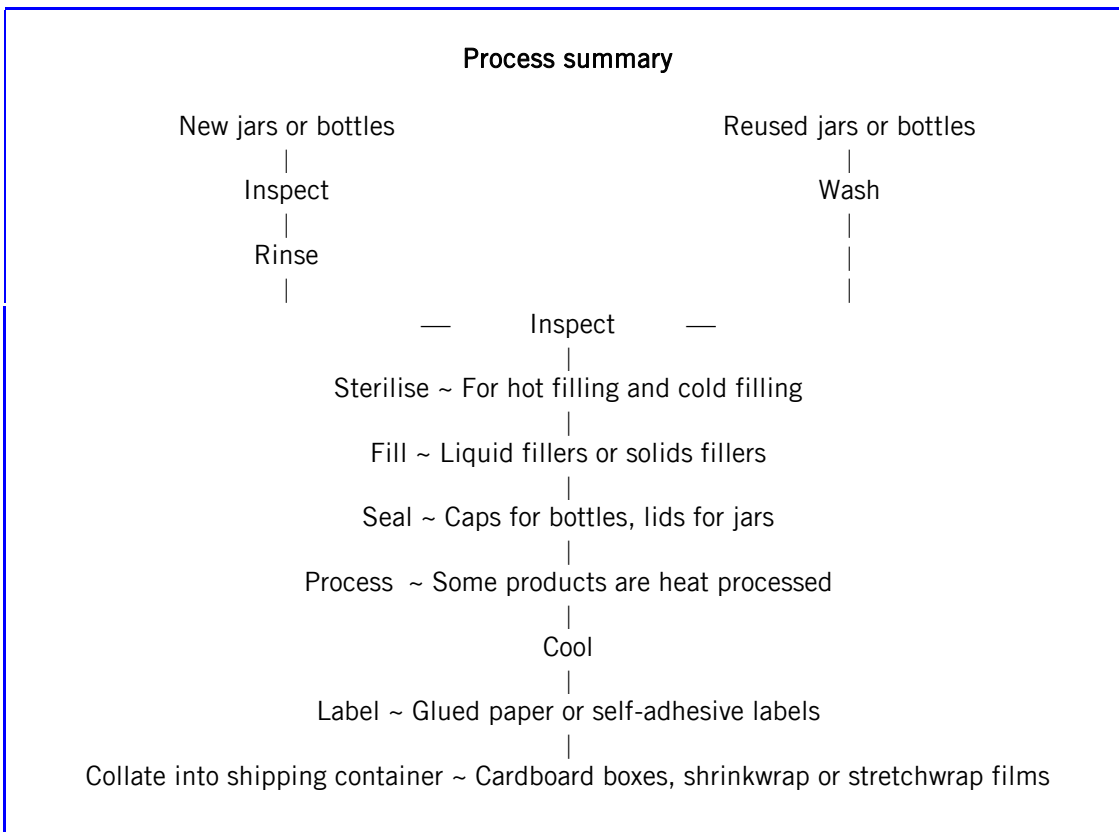 Process summary
New jars or bottles Reused jars or bottles
| |
Inspect Wash
| |
Rinse |
| |
— Inspect —
|
Sterilise ~ For hot filling and cold filling
|
Fill ~ Liquid fillers or solids fillers
|
Seal ~ Caps for bottles, lids for jars
|
Process ~ Some products are heat processed
|
Cool
|
Label ~ Glued paper or self-adhesive labels
|
Collate into shipping container ~ Cardboard boxes, shrinkwrap or stretchwrap films